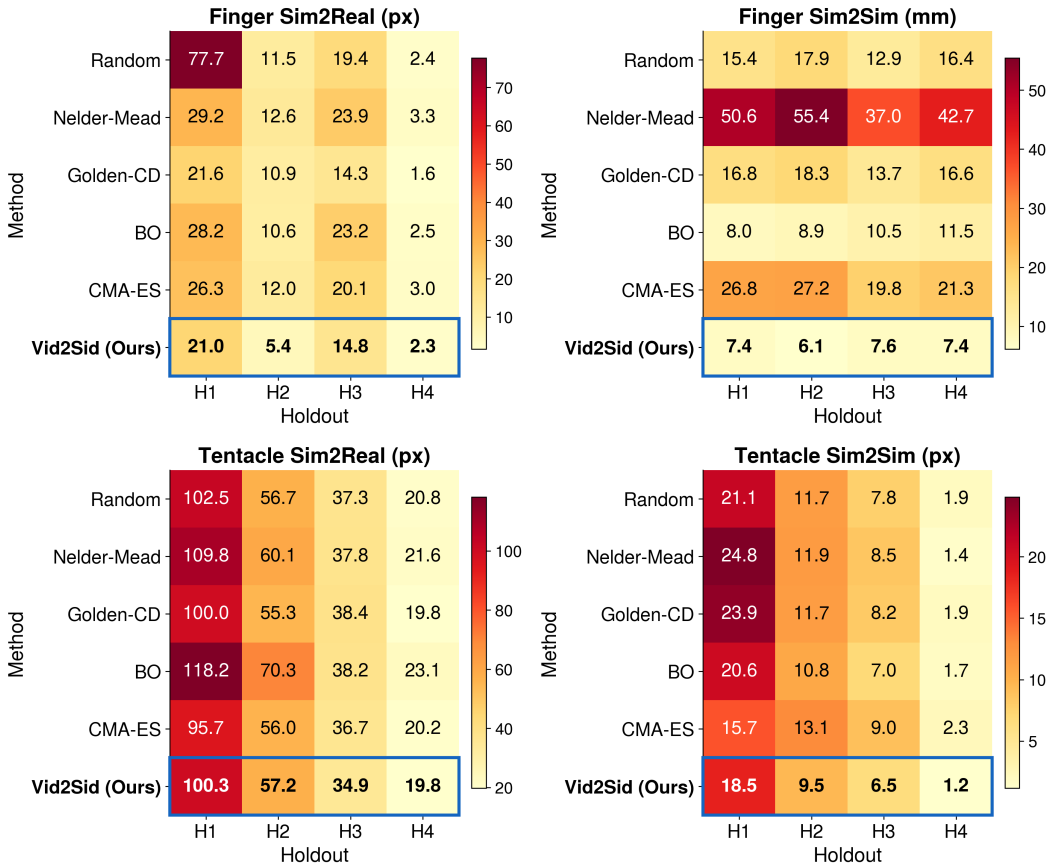 Finger Sim2Real (px)
Method
Random 77.7 11.5 19.4 2.4
Nelder-Mead 29.2 12.6 23.9 3.3
Golden-CD 21.6 10.9 14.3 1.6
BO 28.2 10.6 23.2 2.5
CMA-ES 26.3 12.0 20.1 3.0
Vid2Sid (Ours) 21.0 5.4 14.8 2.3
H1 H2 H3 H4
Holdout
70
60
50
40
30
20
10
Finger Sim2Sim (mm)
Method
Random 15.4 17.9 12.9 16.4
Nelder-Mead 50.6 55.4 37.0 42.7
Golden-CD 16.8 18.3 13.7 16.6
BO 8.0 8.9 10.5 11.5
CMA-ES 26.8 27.2 19.8 21.3
Vid2Sid (Ours) 7.4 6.1 7.6 7.4
H1 H2 H3 H4
Holdout
50
40
30
20
10
Tentacle Sim2Real (px)
Method
Random 102.5 56.7 37.3 20.8
Nelder-Mead 109.8 60.1 37.8 21.6
Golden-CD 100.0 55.3 38.4 19.8
BO 118.2 70.3 38.2 23.1
CMA-ES 95.7 56.0 36.7 20.2
Vid2Sid (Ours) 100.3 57.2 34.9 19.8
H1 H2 H3 H4
Holdout
100
80
60
40
20
Tentacle Sim2Sim (px)
Method
Random 21.1 11.7 7.8 1.9
Nelder-Mead 24.8 11.9 8.5 1.4
Golden-CD 23.9 11.7 8.2 1.9
BO 20.6 10.8 7.0 1.7
CMA-ES 15.7 13.1 9.0 2.3
Vid2Sid (Ours) 18.5 9.5 6.5 1.2
H1 H2 H3 H4
Holdout
20
15
10
5